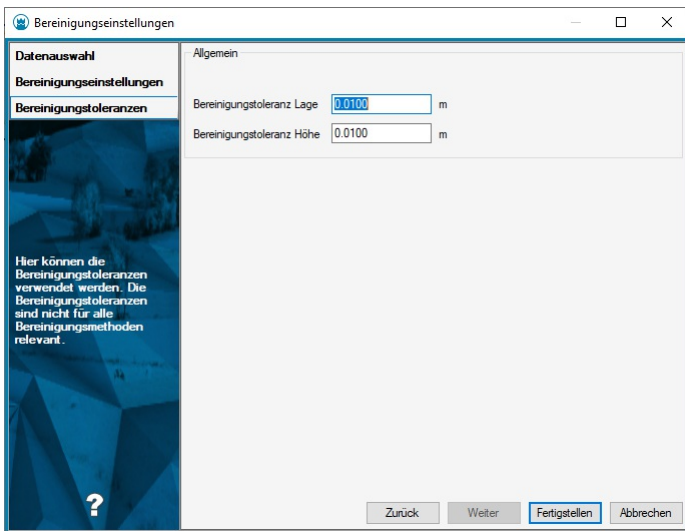 Bereinigungseinstellungen
Datenauswahl
Bereinigungseinstellungen
Bereinigungstoleranzen
Hier können die
Bereinigungstoleranzen
verwendet werden. Die
Bereinigungstoleranzen
sind nicht für alle
Bereinigungsmethoden
relevant.
?
Allgemein
Bereinigungstoleranz Lage 0.0100 m
Bereinigungstoleranz Höhe 0.0100 m
Zurück Weiter Fertigstellen Abbrechen